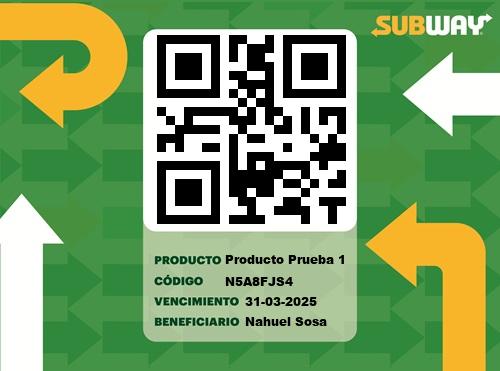 SUBWAY
PRODUCTO Producto Prueba 1
CÓDIGO N5A8FJS4
VENCIMIENTO 31-03-2025
BENEFICIARIO Nahuel Sosa